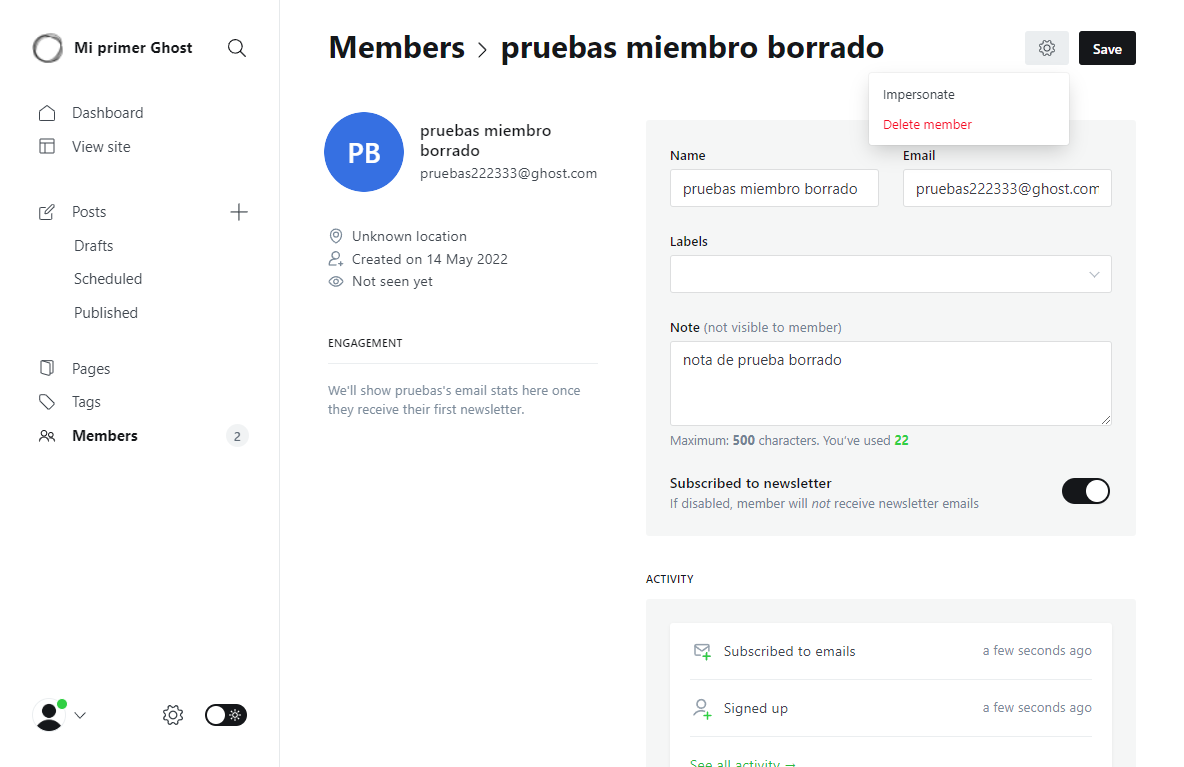 Mi primer Ghost
Dashboard
View site
Posts
Drafts
Scheduled
Published
Pages
Tags
Members 2
Members > pruebas miembro borrado
Save
Impersonate
Delete member
PB
pruebas miembro
borrado
pruebas222333@ghost.com
Unknown location
Created on 14 May 2022
Not seen yet
ENGAGEMENT
We'll show pruebas's email stats here once
they receive their first newsletter.
Name
pruebas miembro borrado
Email
pruebas222333@ghost.com
Labels
Note (not visible to member)
nota de prueba borrado
Maximum: 500 characters. You've used 22
Subscribed to newsletter
If disabled, member will not receive newsletter emails
ACTIVITY
Subscribed to emails a few seconds ago
Signed up a few seconds ago
See all activity →